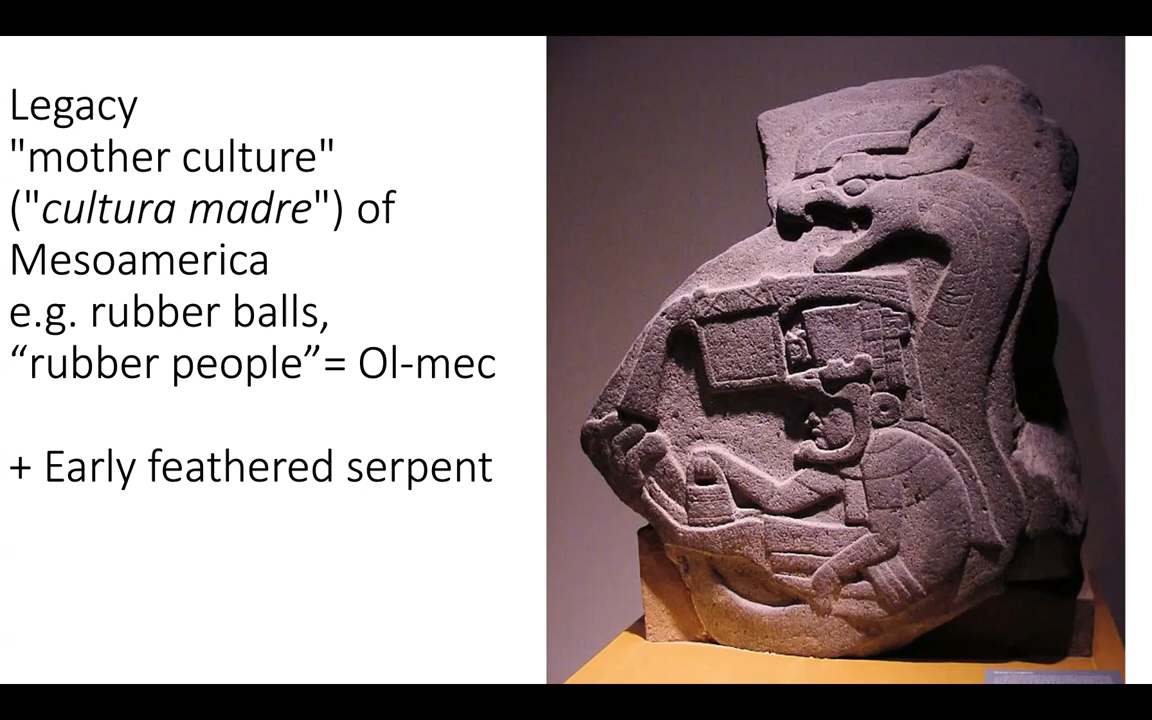 Legacy
"mother culture"
("cultura madre") of
Mesoamerica
e.g. rubber balls,
“rubber people”= Ol-mec
+ Early feathered serpent